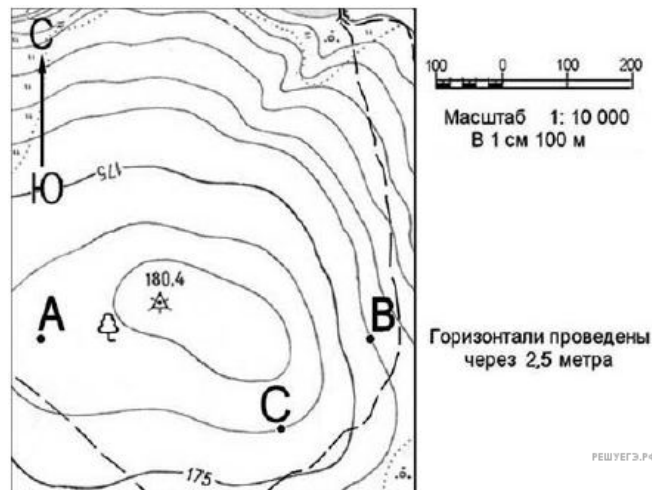 С
Ю
175
180,4
А
В
С
175
100 0 100 200
Масштаб 1: 10 000
В 1 см 100 м
Горизонтали проведены
через 2,5 метра
РЕШУЕГЭ.РФ